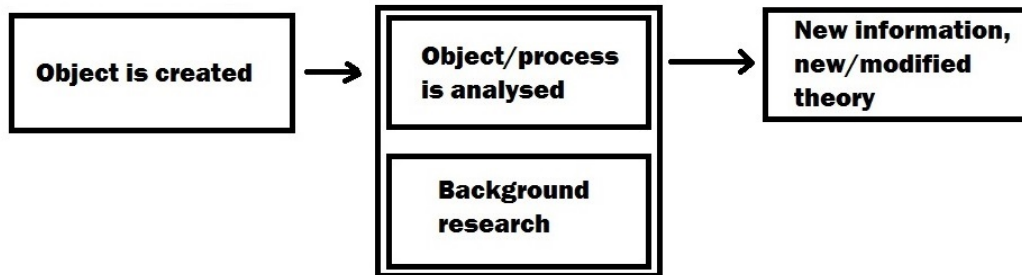 Object is created
Object/process
is analysed
Background
research
New information,
new/modified
theory